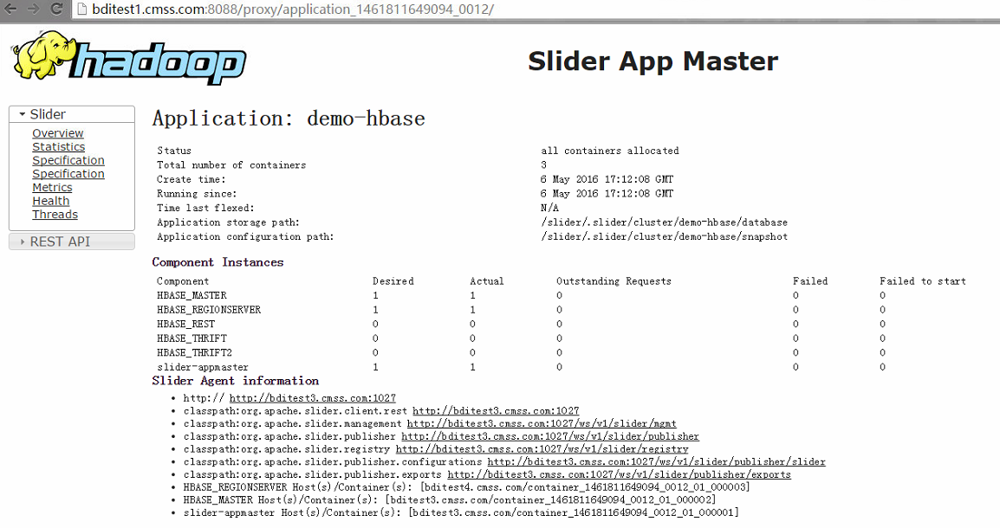 bditest1.cmss.com:8088/proxy/application_1461811649094_0012/
hadoop
Slider App Master
Slider
Overview
Statistics
Specification
Specification
Metrics
Health
Threads
REST API
Application: demo-hbase
Status all containers allocated
Total number of containers 3
Create time: 6 May 2016 17:12:08 GMT
Running since: 6 May 2016 17:12:08 GMT
Time last flexed: N/A
Application storage path: /slider/.slider/cluster/demo-hbase/database
Application configuration path: /slider/.slider/cluster/demo-hbase/snapshot
Component Instances
Component Desired Actual Outstanding Requests Failed Failed to start
HBASE_MASTER 1 1 0 0 0
HBASE_REGIONSERVER 1 1 0 0 0
HBASE_REST 0 0 0 0 0
HBASE_THRIFT 0 0 0 0 0
HBASE_THRIFT2 0 0 0 0 0
slider-appmaster 1 1 0 0 0
Slider Agent information
• http:// http://bditest3.cmss.com:1027
• classpath:org.apache.slider.client.rest http://bditest3.cmss.com:1027
• classpath:org.apache.slider.management http://bditest3.cmss.com:1027/ws/v1/slider/mgmt
• classpath:org.apache.slider.publisher http://bditest3.cmss.com:1027/ws/v1/slider/publisher
• classpath:org.apache.slider.registry http://bditest3.cmss.com:1027/ws/v1/slider/registry
• classpath:org.apache.slider.publisher.configurations http://bditest3.cmss.com:1027/ws/v1/slider/publisher/slider
• classpath:org.apache.slider.publisher.exports http://bditest3.cmss.com:1027/ws/v1/slider/publisher/exports
• HBASE_REGIONSERVER Host(s)/Container(s): [bditest4.cmss.com/container_1461811649094_0012_01_000003]
• HBASE_MASTER Host(s)/Container(s): [bditest3.cmss.com/container_1461811649094_0012_01_000002]
• slider-appmaster Host(s)/Container(s): [bditest3.cmss.com/container_1461811649094_0012_01_000001]